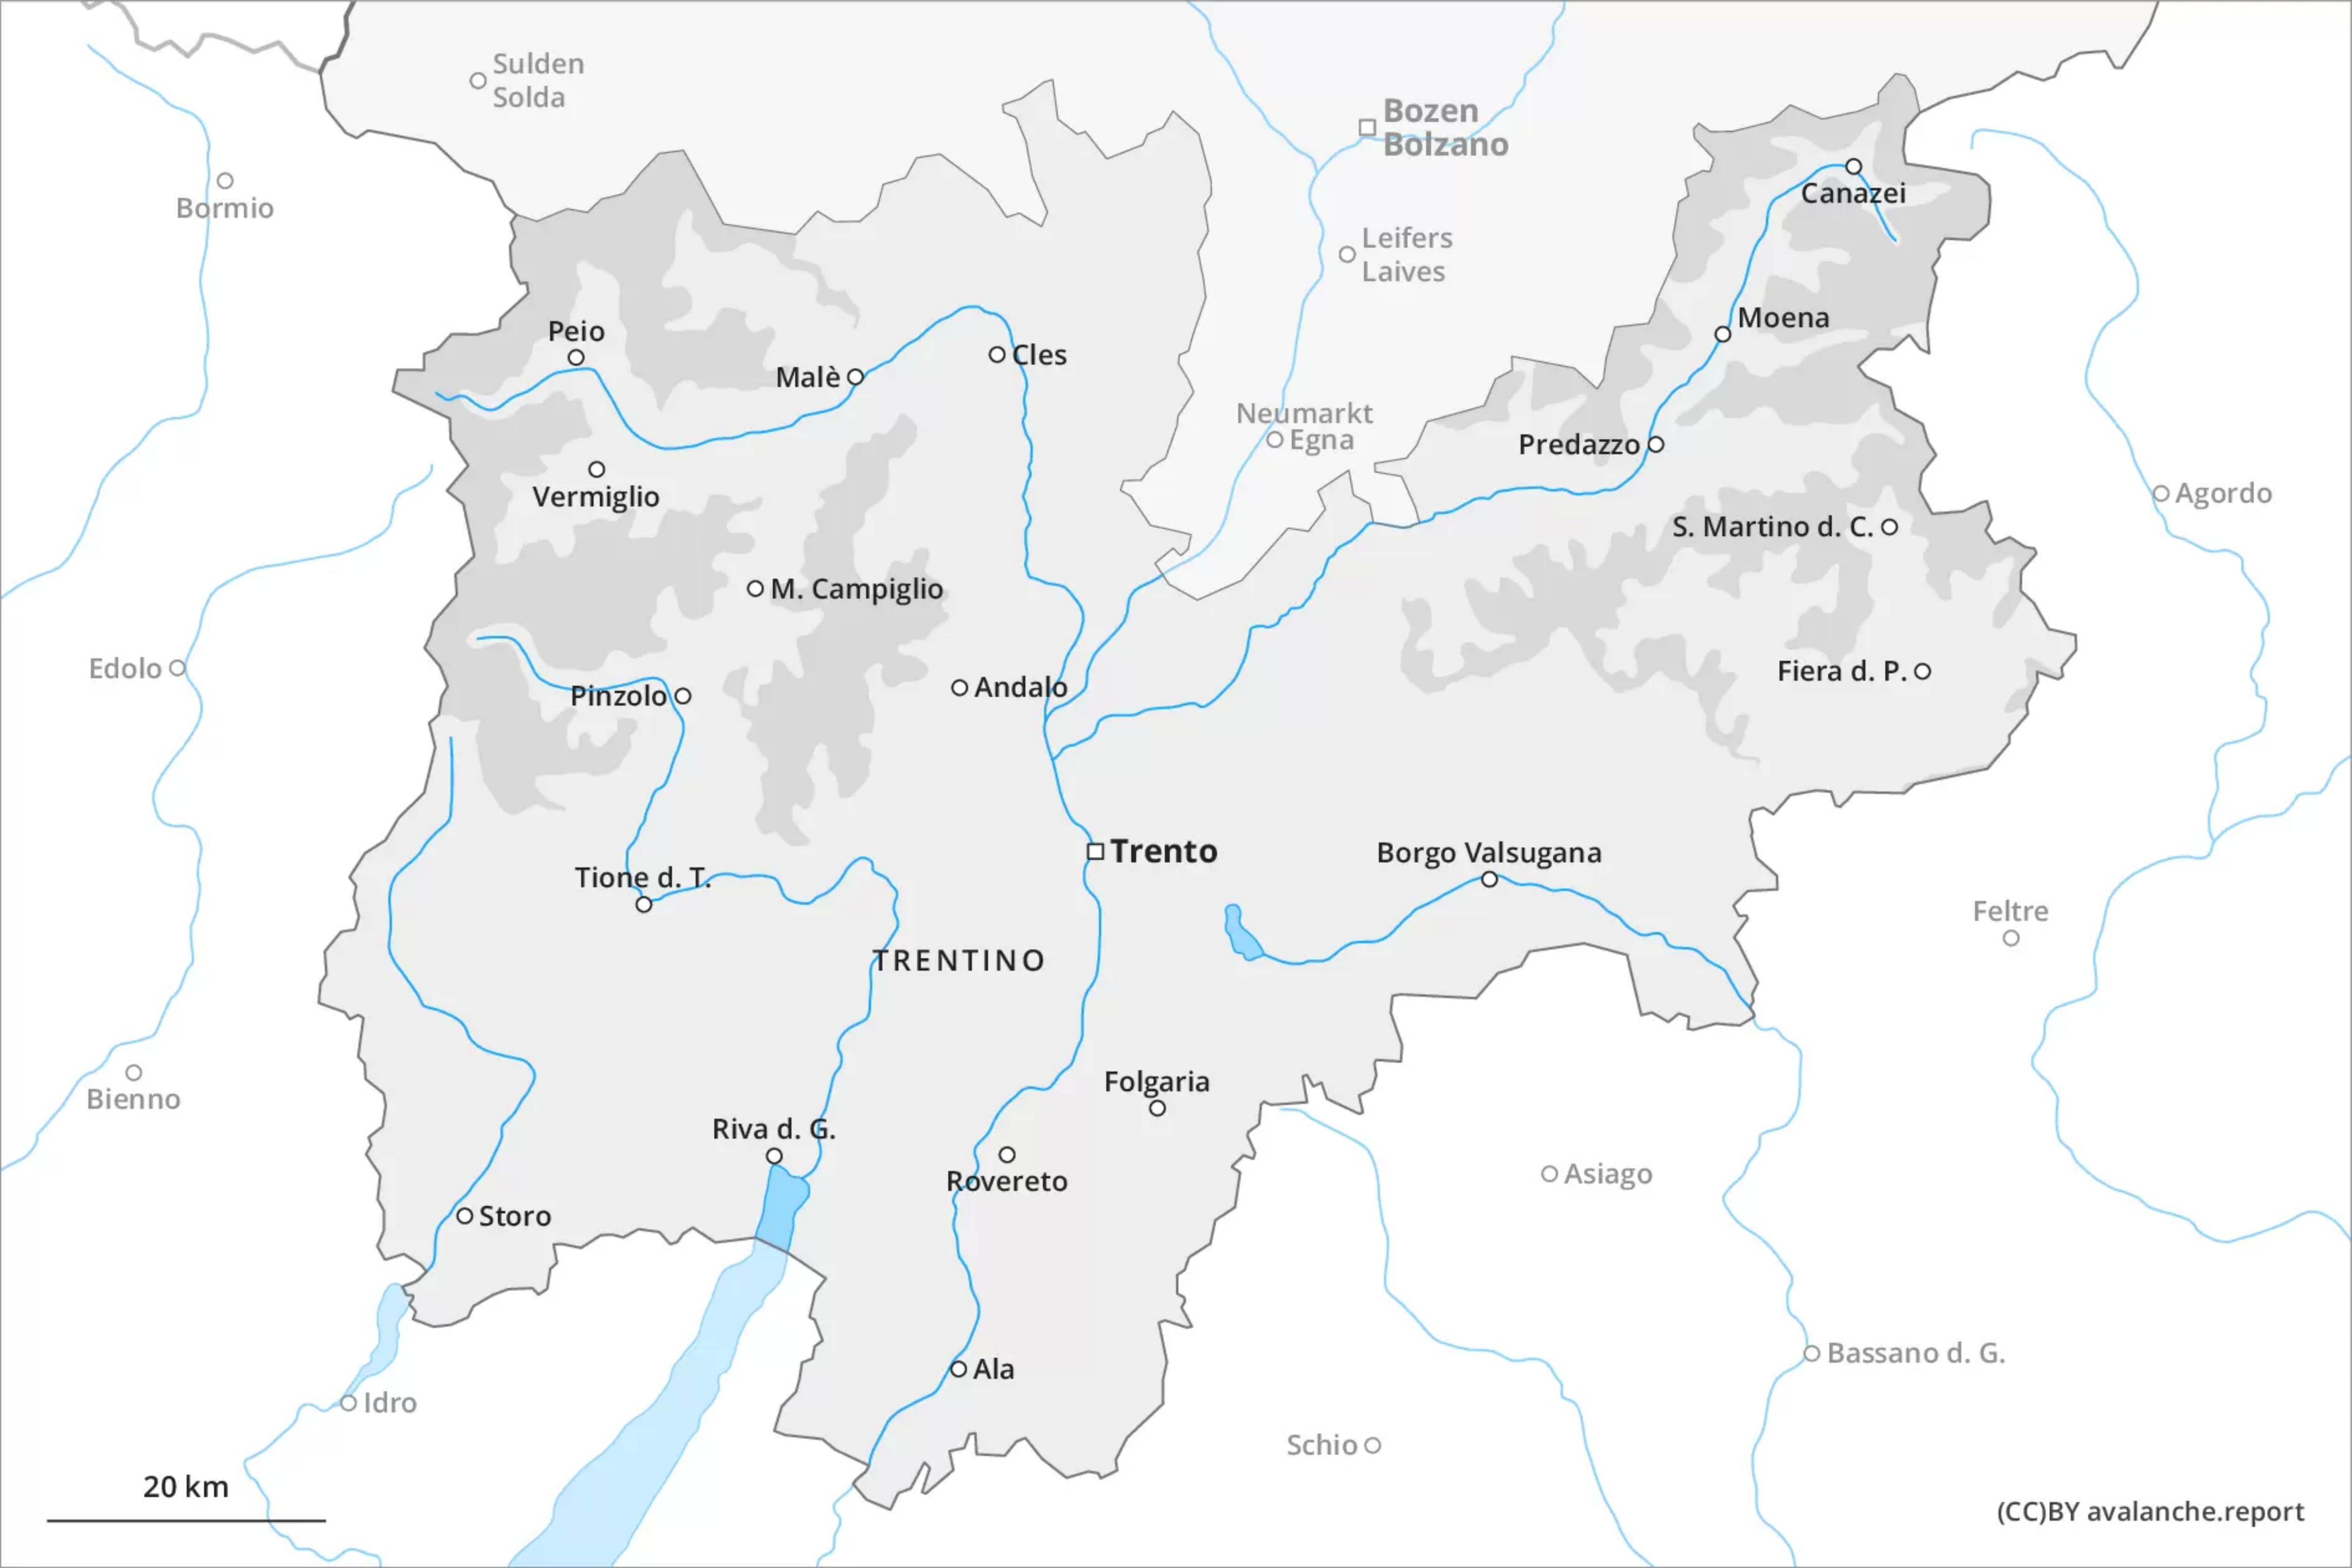 Sulden
Solda
Bozen
Bolzano
Bormio
Canazei
Leifers
Laives
Peio
Moena
Cles
Malè
Neumarkt
Egna
Predazzo
Vermiglio
Agordo
S. Martino d. C.
M. Campiglio
Edolo
Pinzolo
Andalo
Fiera d. P.
Trento
Borgo Valsugana
Tione d. T.
Feltre
TRENTINO
Folgaria
Bienno
Riva d. G.
Asiago
Rovereto
Storo
Bassano d. G.
Ala
Idro
Schio
20 km
(CC)BY avalanche.report